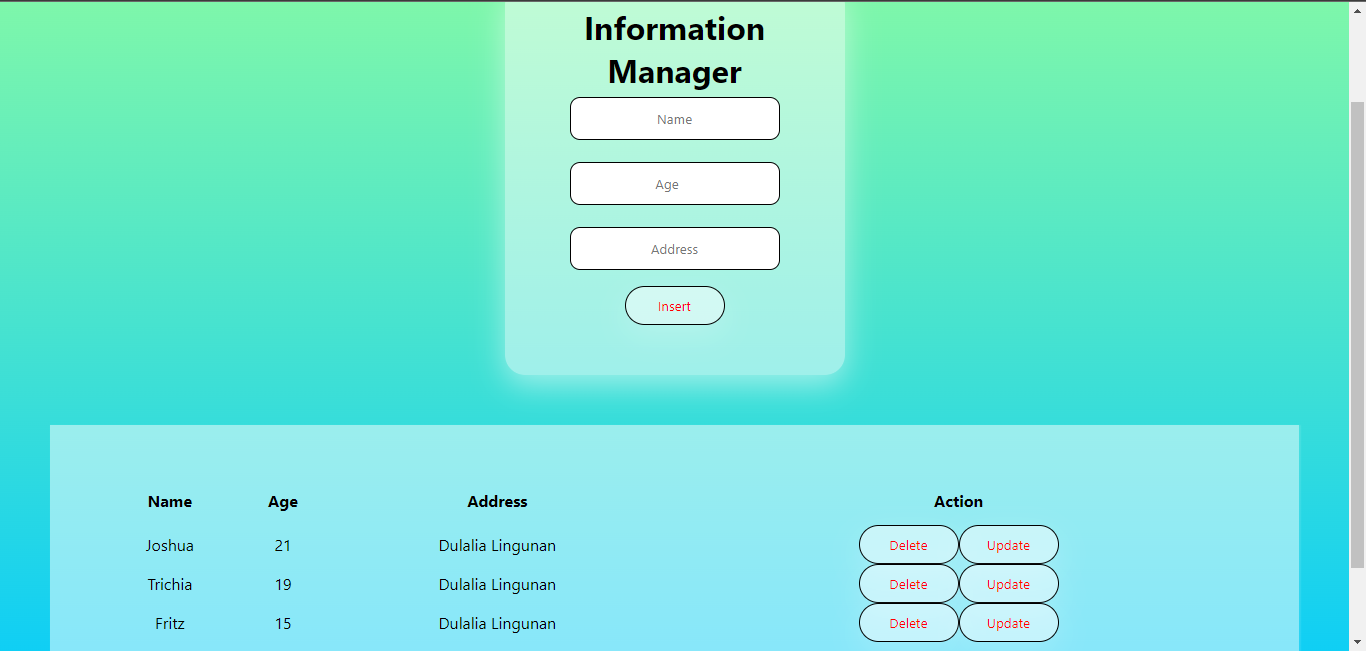 Information
Manager
Name
Age
Address
Insert
Name Age Address Action
Joshua 21 Dulalia Lingunan Delete Update
Trichia 19 Dulalia Lingunan Delete Update
Fritz 15 Dulalia Lingunan Delete Update